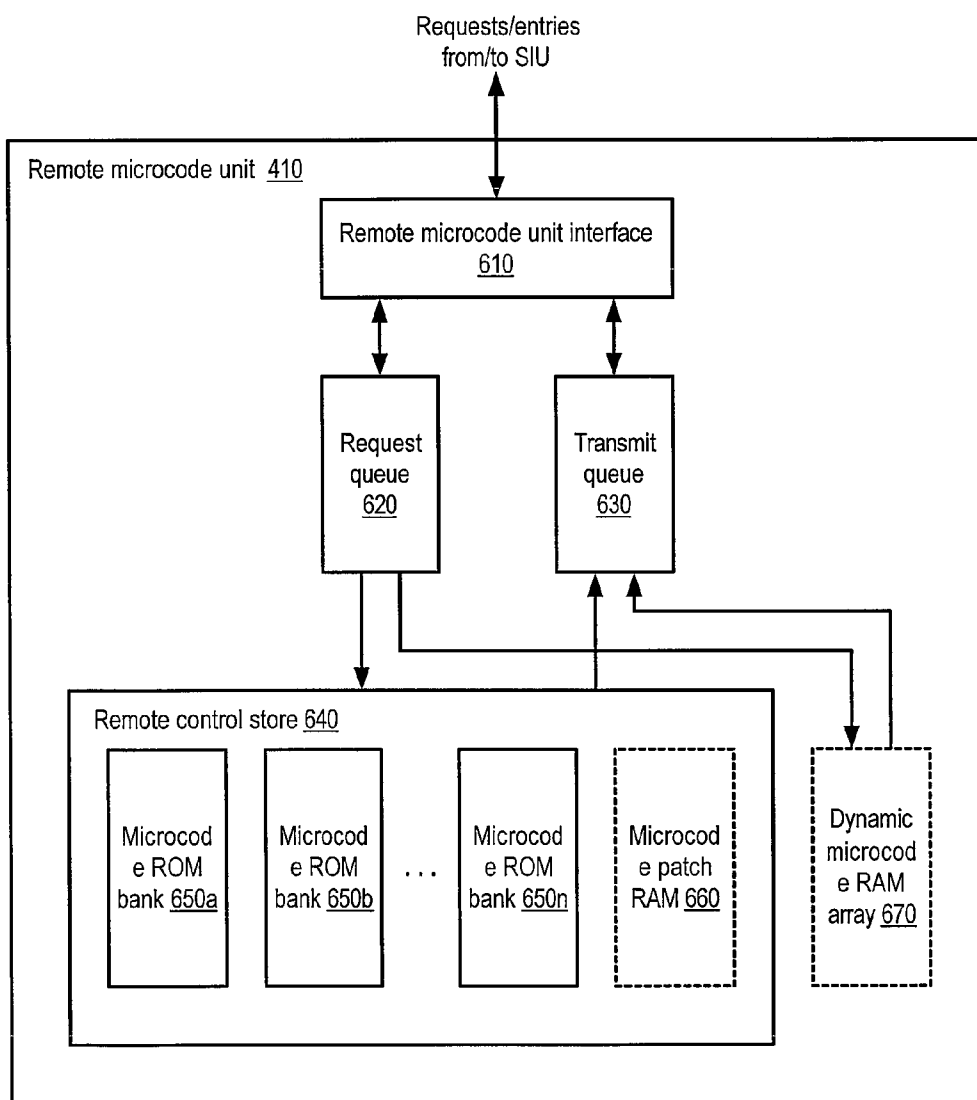 Requests/entries
from/to SIU
Remote microcode unit 410
Remote microcode unit interface
610
Request
queue
620
Transmit
queue
630
Remote control store 640
Microcod
e ROM
bank 650a
Microcod
e ROM
bank 650b
...
Microcod
e ROM
bank 650n
Microcod
e patch
RAM 660
Dynamic
microcod
e RAM
array 670